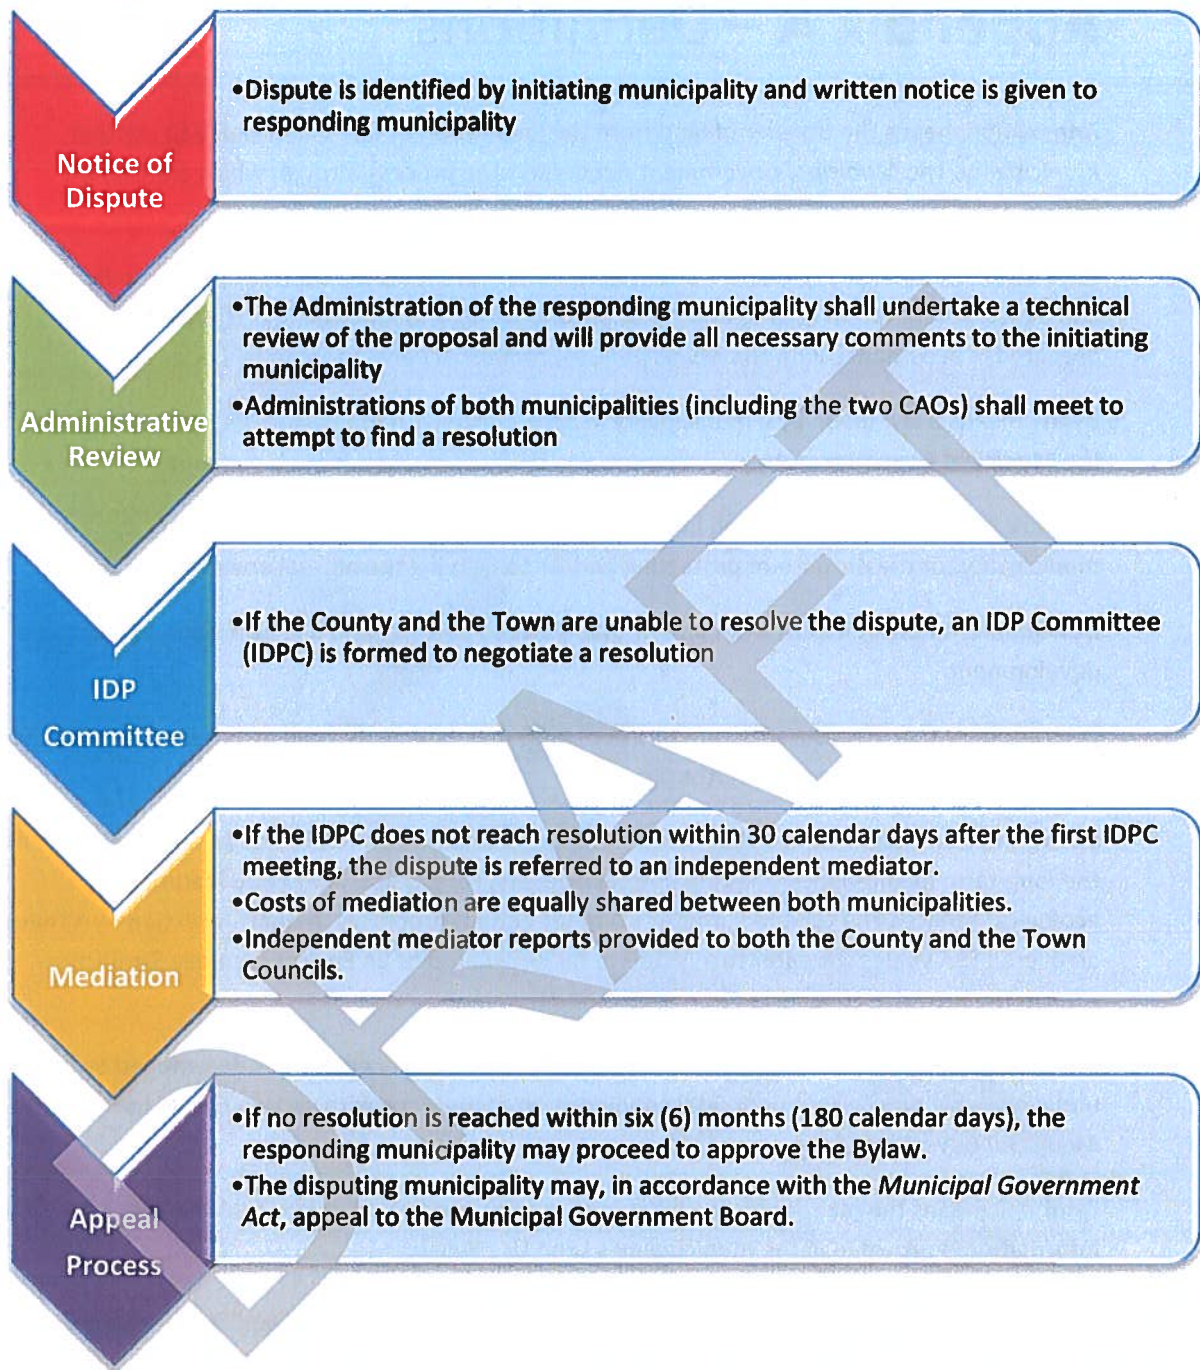 Notice of
Dispute
•Dispute is identified by initiating municipality and written notice is given to
responding municipality
Administrative
Review
•The Administration of the responding municipality shall undertake a technical
review of the proposal and will provide all necessary comments to the initiating
municipality
•Administrations of both municipalities (including the two CAOs) shall meet to
attempt to find a resolution
IDP
Committee
•If the County and the Town are unable to resolve the dispute, an IDP Committee
(IDPC) is formed to negotiate a resolution
Mediation
•If the IDPC does not reach resolution within 30 calendar days after the first IDPC
meeting, the dispute is referred to an independent mediator.
•Costs of mediation are equally shared between both municipalities.
•Independent mediator reports provided to both the County and the Town
Councils.
Appeal
Process
•If no resolution is reached within six (6) months (180 calendar days), the
responding municipality may proceed to approve the Bylaw.
•The disputing municipality may, in accordance with the Municipal Government
Act, appeal to the Municipal Government Board.
DRAFT